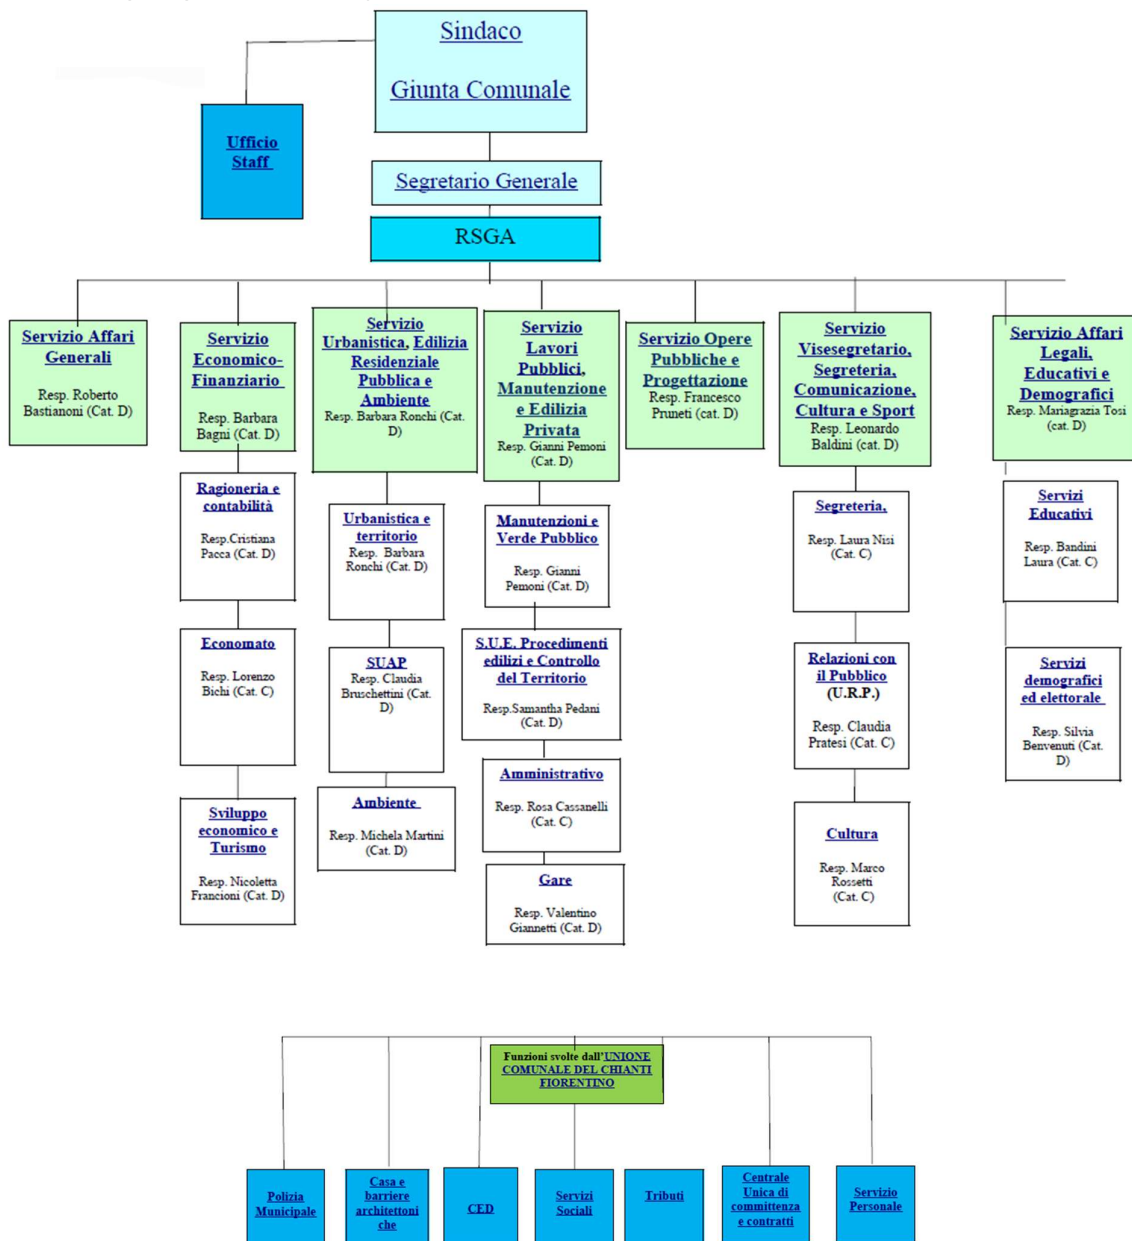 Sindaco
Giunta Comunale
Ufficio
Staff
Segretario Generale
RSGA
Servizio Affari
Generali
Resp. Roberto
Bastianoni (Cat. D)
Servizio
Economico-
Finanziario
Resp. Barbara
Bagni (Cat. D)
Servizio
Urbanistica, Edilizia
Residenziale
Pubblica e
Ambiente
Resp. Barbara Ronchi (Cat.
D)
Servizio
Lavori
Pubblici,
Manutenzione
e Edilizia
Privata
Resp. Gianni Pemoni
(Cat. D)
Servizio Opere
Pubbliche e
Progettazione
Resp. Francesco
Pruneti (cat. D)
Servizio
Visesegretario,
Segreteria,
Comunicazione,
Cultura e Sport
Resp. Leonardo
Baldini (cat. D)
Servizio Affari
Legali,
Educativi e
Demografici
Resp. Mariagrazia Tosi
(cat. D)
Ragioneria e
contabilità
Resp.Cristiana
Pacca (Cat. D)
Economato
Resp. Lorenzo
Bichi (Cat. C)
Sviluppo
economico e
Turismo
Resp. Nicoletta
Francioni (Cat. D)
Urbanistica e
territorio
Resp. Barbara
Ronchi (Cat. D)
SUAP
Resp. Claudia
Bruschettini (Cat.
D)
Ambiente
Resp. Michela Martini
(Cat. D)
Manutenzioni e
Verde Pubblico
Resp. Gianni
Pemoni (Cat. D)
S.U.E. Procedimenti
edilizi e Controllo
del Territorio
Resp.Samantha Pedani
(Cat. D)
Amministrativo
Resp. Rosa Cassanelli
(Cat. C)
Gare
Resp. Valentino
Giannetti (Cat. D)
Segreteria,
Resp. Laura Nisi
(Cat. C)
Relazioni con
il Pubblico
(U.R.P.)
Resp. Claudia
Pratesi (Cat. C)
Cultura
Resp. Marco
Rossetti
(Cat. C)
Servizi
Educativi
Resp. Bandini
Laura (Cat. C)
Servizi
demografici
ed elettorale
Resp. Silvia
Benvenuti (Cat.
D)
Funzioni svolte dall'UNIONE
COMUNALE DEL CHIANTI
FIORENTINO
Polizia
Municipale
Casa e
barriere
architettoni
che
CED
Servizi
Sociali
Tributi
Centrale
Unica di
committenza
e contratti
Servizio
Personale